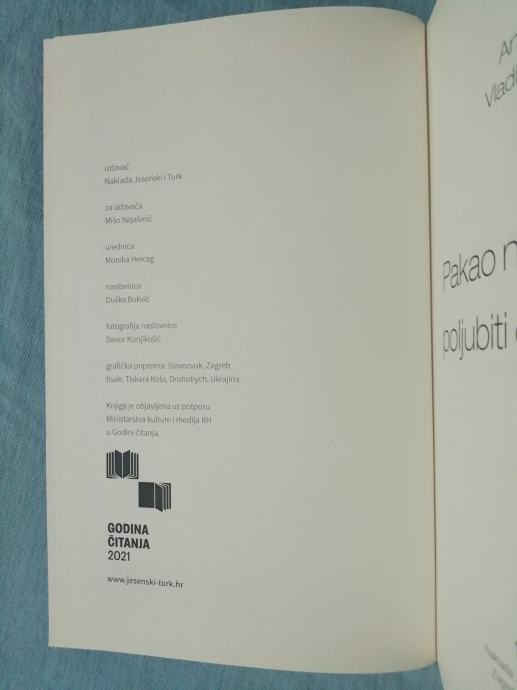 izdavač
Naklada Jesenski i Turk
za izdavača
Mišo Nejašmić
urednica
Monika Herceg
naslovnica
Duška Bukvić
fotografija naslovnice
Davor Konjikušić
grafička priprema: Slovozvuk, Zagreb
tisak: Tiskara Kolo, Drohobych, Ukrajina
Knjiga je objavljena uz potporu
Ministarstva kulture i medija RH
u Godini čitanja.
GODINA
ČITANJA
2021
www.jesenski-turk.hr
Pakao
poljubiti